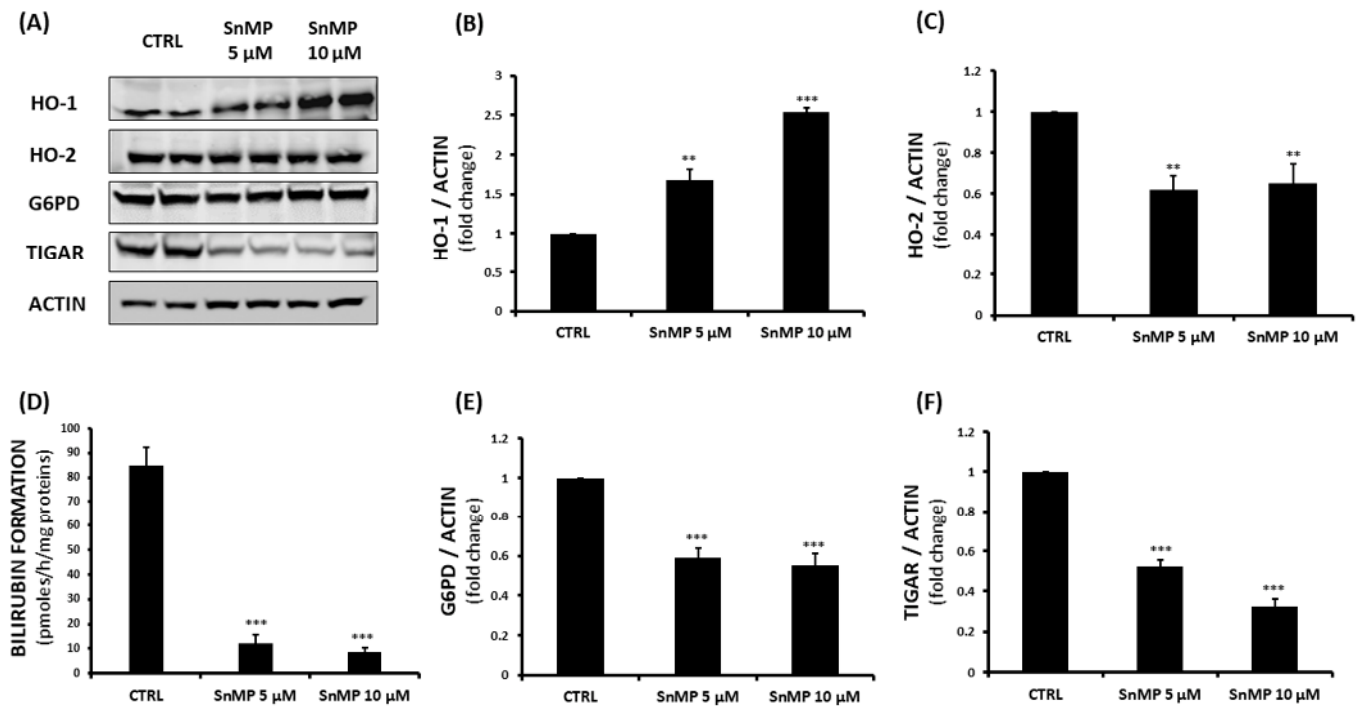 (A)
CTRL
SnMP
5 µM
SnMP
10 µM
HO-1
HO-2
G6PD
TIGAR
ACTIN
(B)
HO-1 / ACTIN
(fold change)
3
2.5
2
1.5
1
0.5
0
**
***
CTRL
SnMP 5 µM
SnMP 10 µM
(C)
HO-2 / ACTIN
(fold change)
1.2
1
0.8
0.6
0.4
0.2
0
**
**
CTRL
SnMP 5 µM
SnMP 10 µM
(D)
BILIRUBIN FORMATION
(pmoles/h/mg proteins)
100
90
80
70
60
50
40
30
20
10
0
***
***
CTRL
SnMP 5 µM
SnMP 10 µM
(E)
G6PD / ACTIN
(fold change)
1.2
1
0.8
0.6
0.4
0.2
0
***
***
CTRL
SnMP 5 µM
SnMP 10 µM
(F)
TIGAR / ACTIN
(fold change)
1.2
1
0.8
0.6
0.4
0.2
0
***
***
CTRL
SnMP 5 µM
SnMP 10 µM